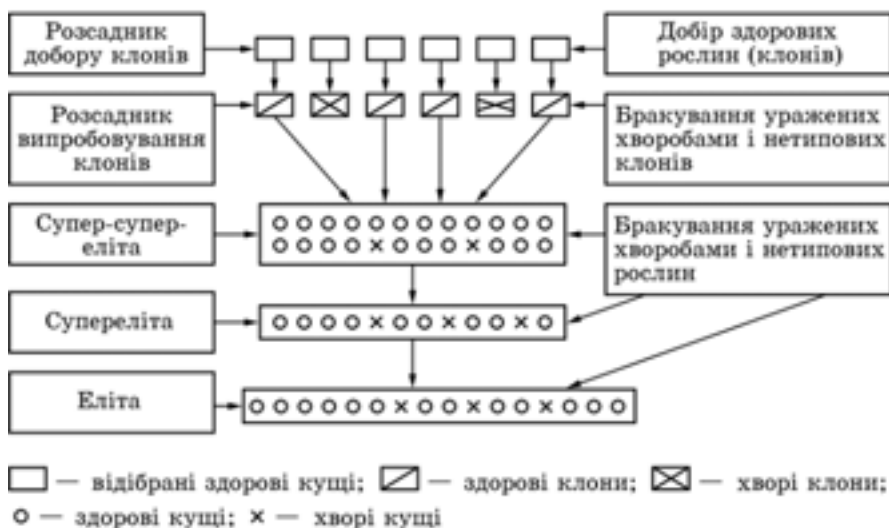 Розсадник
добору клонів
Добір здорових
рослин (клонів)
Розсадник
випробовування
клонів
Бракування уражених
хворобами і нетипових
клонів
Супер-супер-
еліта
Бракування уражених
хворобами і нетипових
рослин
Супереліта
Еліта
— відібрані здорові кущі; — здорові клони; — хворі клони;
— здорові кущі; × — хворі кущі